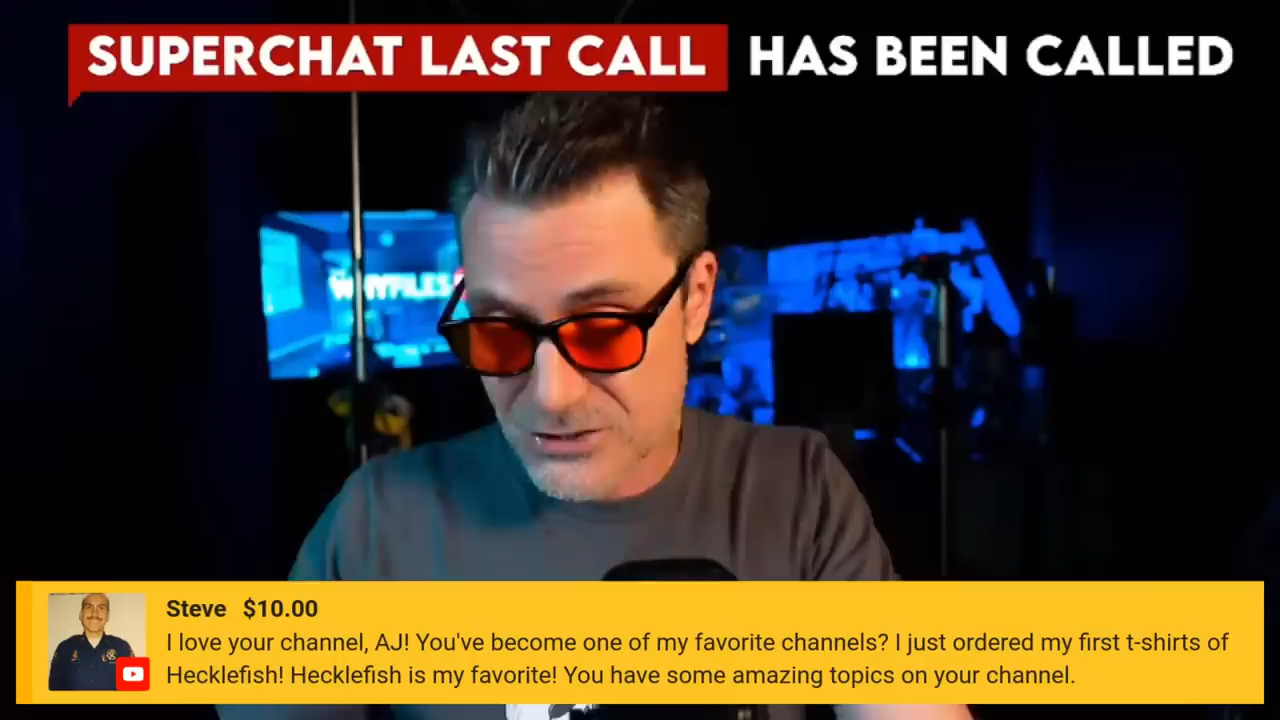 SUPERCHAT LAST CALL HAS BEEN CALLED
WHYFILES
Steve $10.00
I love your channel, AJ! You've become one of my favorite channels? I just ordered my first t-shirts of
Hecklefish! Hecklefish is my favorite! You have some amazing topics on your channel.